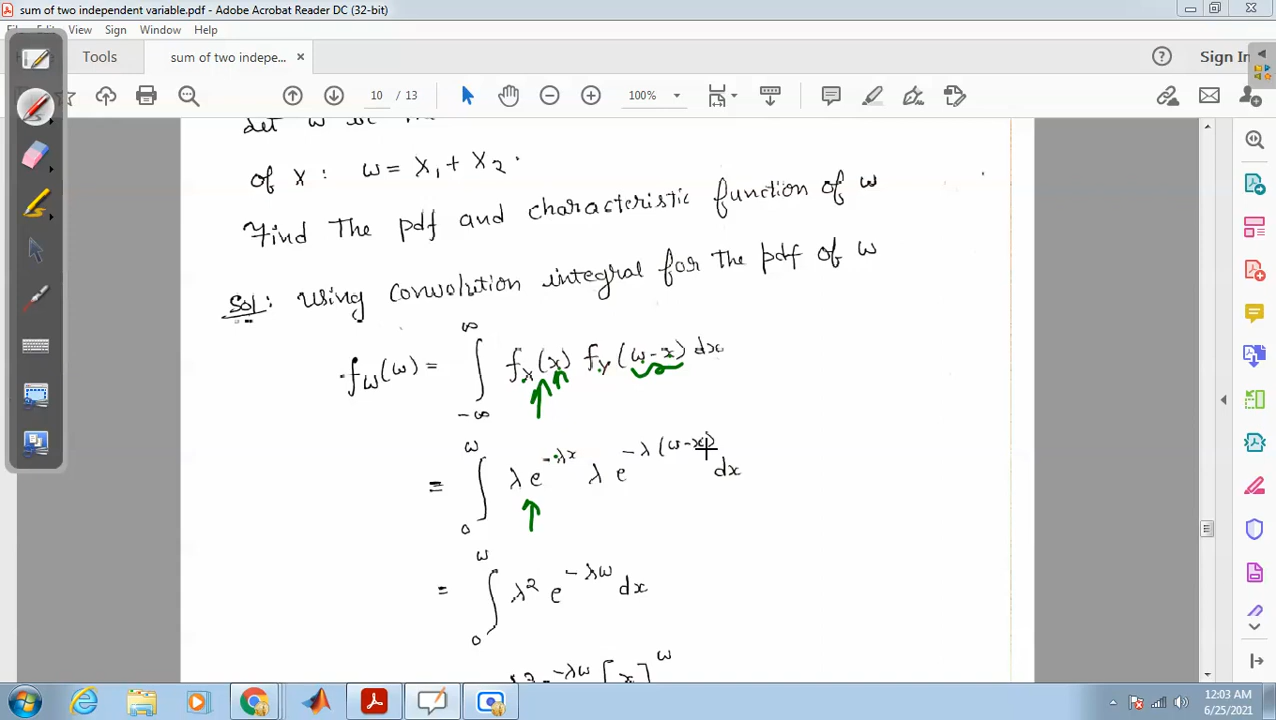 sum of two independent variable.pdf - Adobe Acrobat Reader DC (32-bit)
View Sign Window Help
Tools sum of two indepe... × Sign In
10 / 13 100%
of X : ω = X₁ + X₂ .
Find The pdf and characteristic function of ω
Sol : Using convolution integral for the pdf of ω
f_W(ω) = ∫_{-∞}^{∞} f_X(x) f_Y(ω-x) dx
= ∫_0^ω λ e^{-λx} λ e^{-λ(ω-x)} dx
= ∫_0^ω λ² e^{-λω} dx
e^{-λω} [x]^ω
12:03 AM
6/25/2021